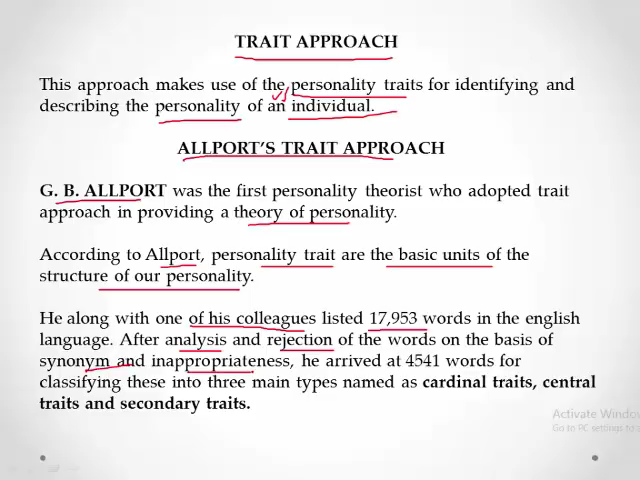 TRAIT APPROACH
This approach makes use of the personality traits for identifying and
describing the personality of an individual.
ALLPORT'S TRAIT APPROACH
G. B. ALLPORT was the first personality theorist who adopted trait
approach in providing a theory of personality.
According to Allport, personality trait are the basic units of the
structure of our personality.
He along with one of his colleagues listed 17,953 words in the english
language. After analysis and rejection of the words on the basis of
synonym and inappropriateness, he arrived at 4541 words for
classifying these into three main types named as cardinal traits, central
traits and secondary traits.
Activate Window
Go to PC settings to